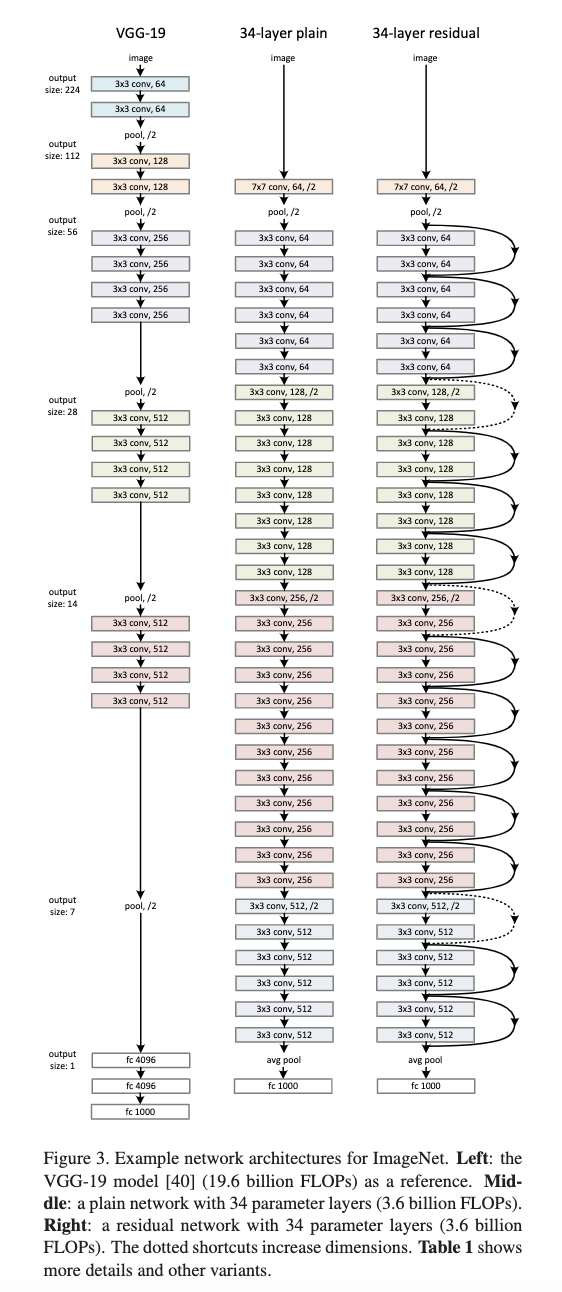 VGG-19
image
output
size: 224
3x3 conv, 64
3x3 conv, 64
pool, /2
output
size: 112
3x3 conv, 128
3x3 conv, 128
pool, /2
output
size: 56
3x3 conv, 256
3x3 conv, 256
3x3 conv, 256
3x3 conv, 256
pool, /2
output
size: 28
3x3 conv, 512
3x3 conv, 512
3x3 conv, 512
3x3 conv, 512
pool, /2
output
size: 14
3x3 conv, 512
3x3 conv, 512
3x3 conv, 512
3x3 conv, 512
pool, /2
output
size: 7
output
size: 1
fc 4096
fc 4096
fc 1000
34-layer plain
image
7x7 conv, 64, /2
pool, /2
3x3 conv, 64
3x3 conv, 64
3x3 conv, 64
3x3 conv, 64
3x3 conv, 64
3x3 conv, 64
3x3 conv, 128, /2
3x3 conv, 128
3x3 conv, 128
3x3 conv, 128
3x3 conv, 128
3x3 conv, 128
3x3 conv, 128
3x3 conv, 128
3x3 conv, 256, /2
3x3 conv, 256
3x3 conv, 256
3x3 conv, 256
3x3 conv, 256
3x3 conv, 256
3x3 conv, 256
3x3 conv, 256
3x3 conv, 256
3x3 conv, 256
3x3 conv, 256
3x3 conv, 256
3x3 conv, 512, /2
3x3 conv, 512
3x3 conv, 512
3x3 conv, 512
3x3 conv, 512
3x3 conv, 512
avg pool
fc 1000
34-layer residual
image
7x7 conv, 64, /2
pool, /2
3x3 conv, 64
3x3 conv, 64
3x3 conv, 64
3x3 conv, 64
3x3 conv, 64
3x3 conv, 64
3x3 conv, 128, /2
3x3 conv, 128
3x3 conv, 128
3x3 conv, 128
3x3 conv, 128
3x3 conv, 128
3x3 conv, 128
3x3 conv, 128
3x3 conv, 256, /2
3x3 conv, 256
3x3 conv, 256
3x3 conv, 256
3x3 conv, 256
3x3 conv, 256
3x3 conv, 256
3x3 conv, 256
3x3 conv, 256
3x3 conv, 256
3x3 conv, 256
3x3 conv, 256
3x3 conv, 512, /2
3x3 conv, 512
3x3 conv, 512
3x3 conv, 512
3x3 conv, 512
3x3 conv, 512
avg pool
fc 1000
Figure 3. Example network architectures for ImageNet. Left: the
VGG-19 model [40] (19.6 billion FLOPs) as a reference. Mid-
dle: a plain network with 34 parameter layers (3.6 billion FLOPs).
Right: a residual network with 34 parameter layers (3.6 billion
FLOPs). The dotted shortcuts increase dimensions. Table 1 shows
more details and other variants.